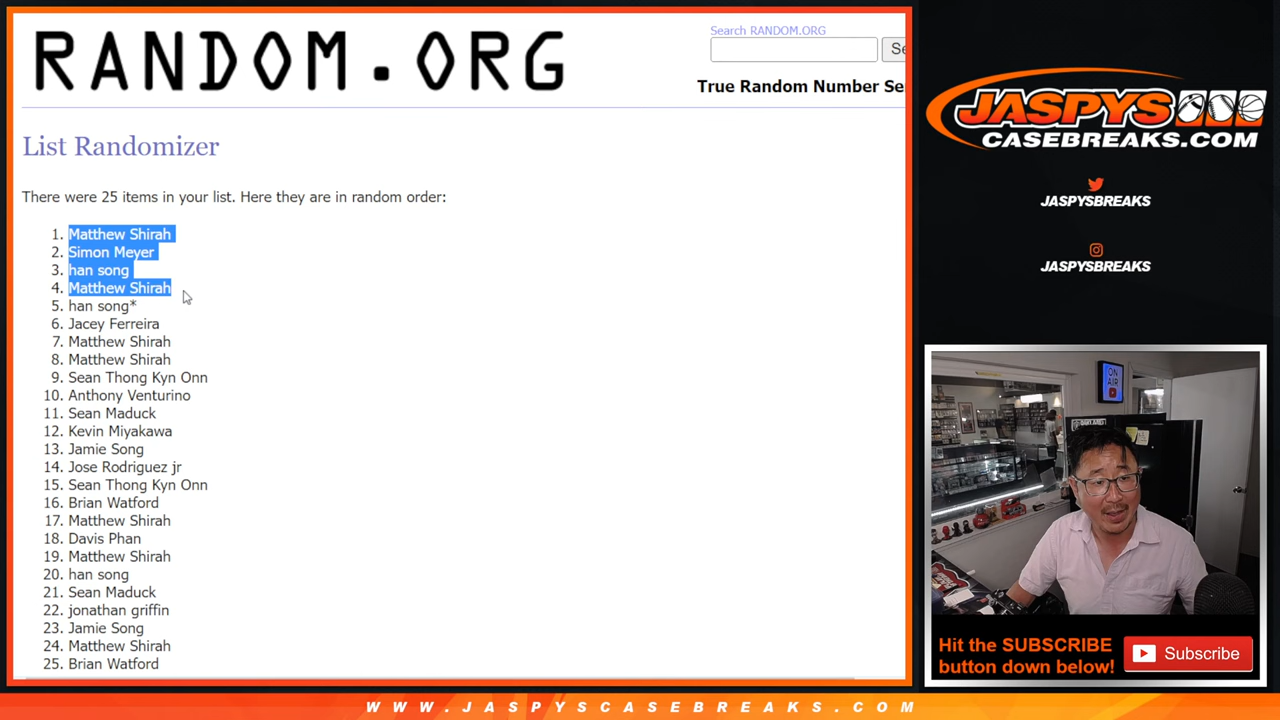 RANDOM.ORG
Search RANDOM.ORG
Se
True Random Number Se
List Randomizer
There were 25 items in your list. Here they are in random order:
1. Matthew Shirah
2. Simon Meyer
3. han song
4. Matthew Shirah
5. han song*
6. Jacey Ferreira
7. Matthew Shirah
8. Matthew Shirah
9. Sean Thong Kyn Onn
10. Anthony Venturino
11. Sean Maduck
12. Kevin Miyakawa
13. Jamie Song
14. Jose Rodriguez jr
15. Sean Thong Kyn Onn
16. Brian Watford
17. Matthew Shirah
18. Davis Phan
19. Matthew Shirah
20. han song
21. Sean Maduck
22. jonathan griffin
23. Jamie Song
24. Matthew Shirah
25. Brian Watford
JASPYS
CASEBREAKS.COM
JASPYSBREAKS
JASPYSBREAKS
ON
AIR
Hit the SUBSCRIBE
button down below!
Subscribe
WWW.JASPYSCASEBREAKS.COM